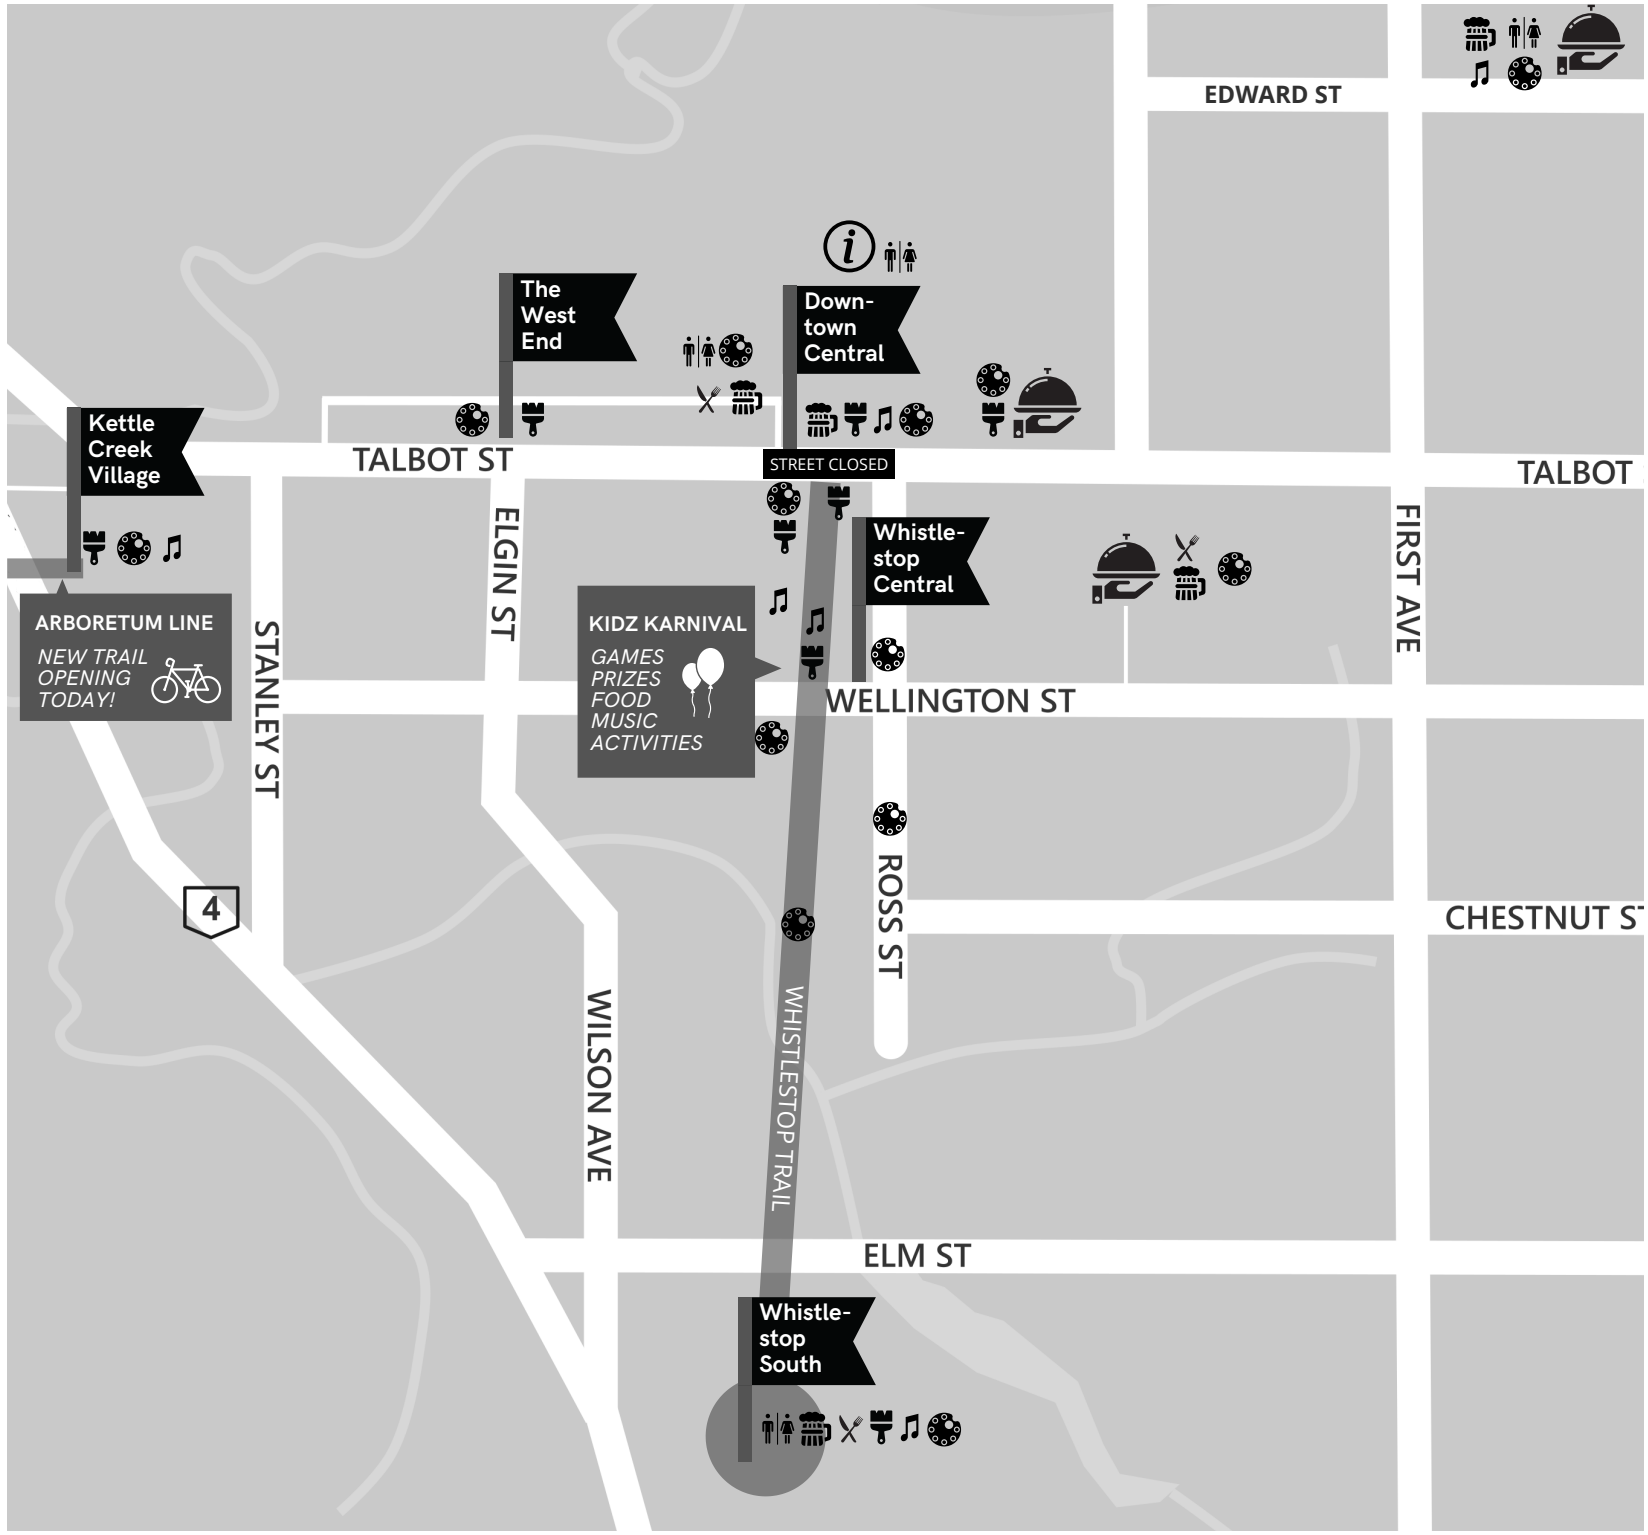 EDWARD ST
i
The
West
End
Down-
town
Central
Kettle
Creek
Village
TALBOT ST
STREET CLOSED
TALBOT
ELGIN ST
FIRST AVE
Whistle-
stop
Central
ARBORETUM LINE
NEW TRAIL
OPENING
TODAY!
STANLEY ST
KIDZ KARNIVAL
GAMES
PRIZES
FOOD
MUSIC
ACTIVITIES
WELLINGTON ST
4
ROSS ST
CHESTNUT ST
WILSON AVE
WHISTLESTOP TRAIL
ELM ST
Whistle-
stop
South